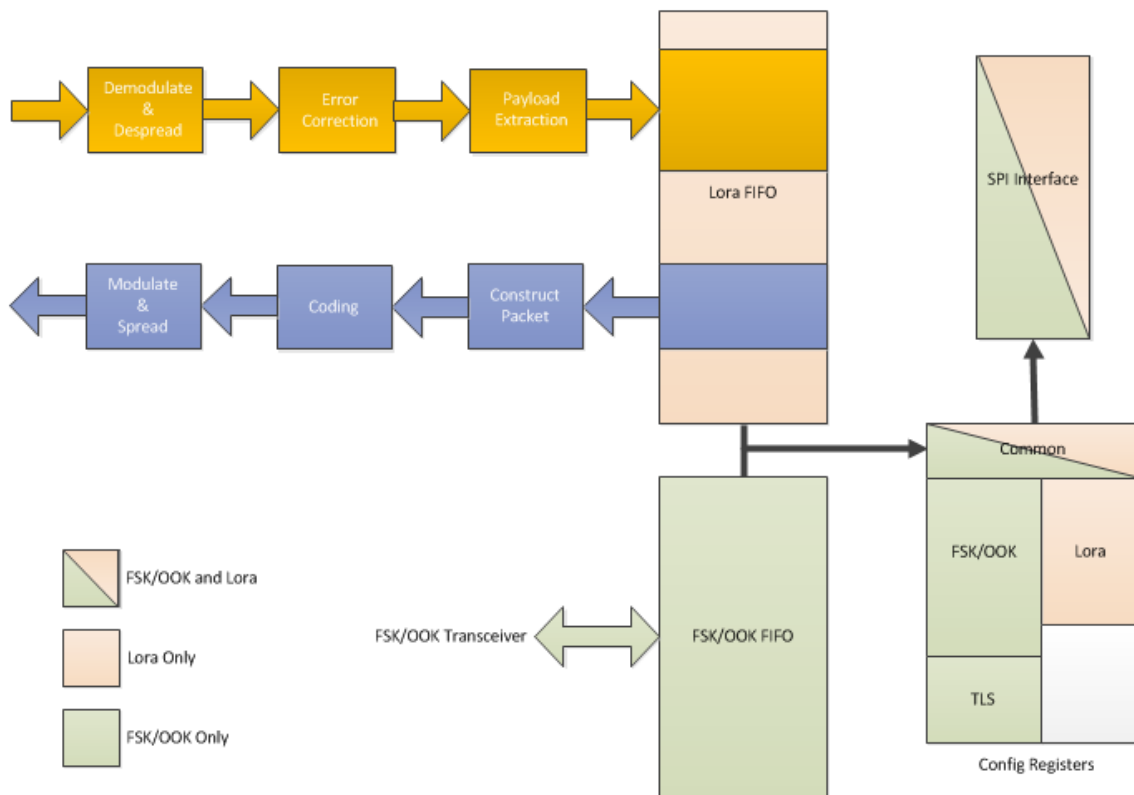 Demodulate
&
Despread
Error
Correction
Payload
Extraction
Lora FIFO
SPI Interface
Modulate
&
Spread
Coding
Construct
Packet
Common
FSK/OOK
Lora
TLS
Config Registers
FSK/OOK and Lora
Lora Only
FSK/OOK Only
FSK/OOK Transceiver
FSK/OOK FIFO